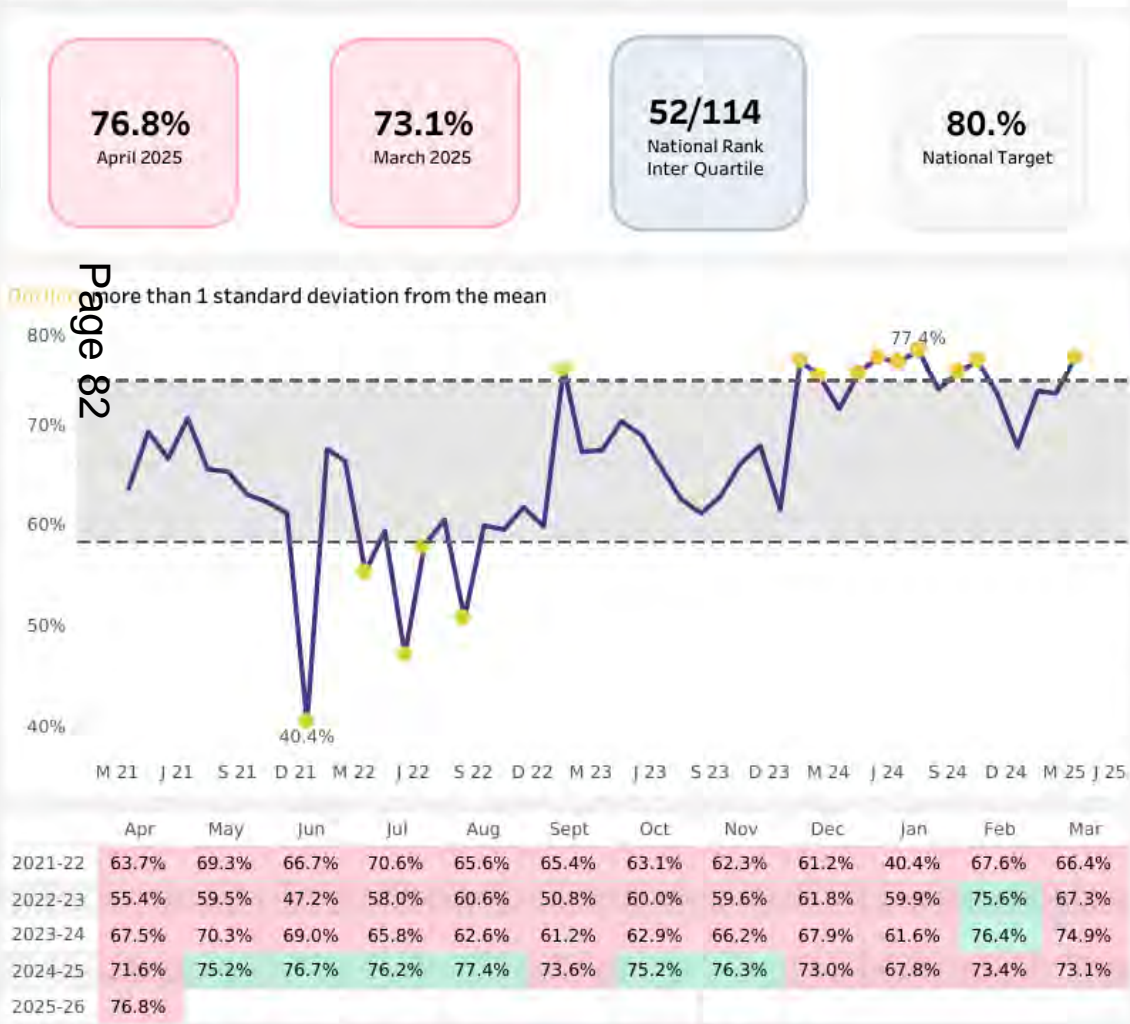 76.8%
April 2025
73.1%
March 2025
52/114
National Rank
Inter Quartile
80.%
National Target
Page 82
more than 1 standard deviation from the mean
80%
70%
60%
50%
40%
77.4%
40.4%
M 21 J 21 S 21 D 21 M 22 J 22 S 22 D 22 M 23 J 23 S 23 D 23 M 24 J 24 S 24 D 24 M 25 J 25
Apr May Jun Jul Aug Sept Oct Nov Dec Jan Feb Mar
2021-22 63.7% 69.3% 66.7% 70.6% 65.6% 65.4% 63.1% 62.3% 61.2% 40.4% 67.6% 66.4%
2022-23 55.4% 59.5% 47.2% 58.0% 60.6% 50.8% 60.0% 59.6% 61.8% 59.9% 75.6% 67.3%
2023-24 67.5% 70.3% 69.0% 65.8% 62.6% 61.2% 62.9% 66.2% 67.9% 61.6% 76.4% 74.9%
2024-25 71.6% 75.2% 76.7% 76.2% 77.4% 73.6% 75.2% 76.3% 73.0% 67.8% 73.4% 73.1%
2025-26 76.8%